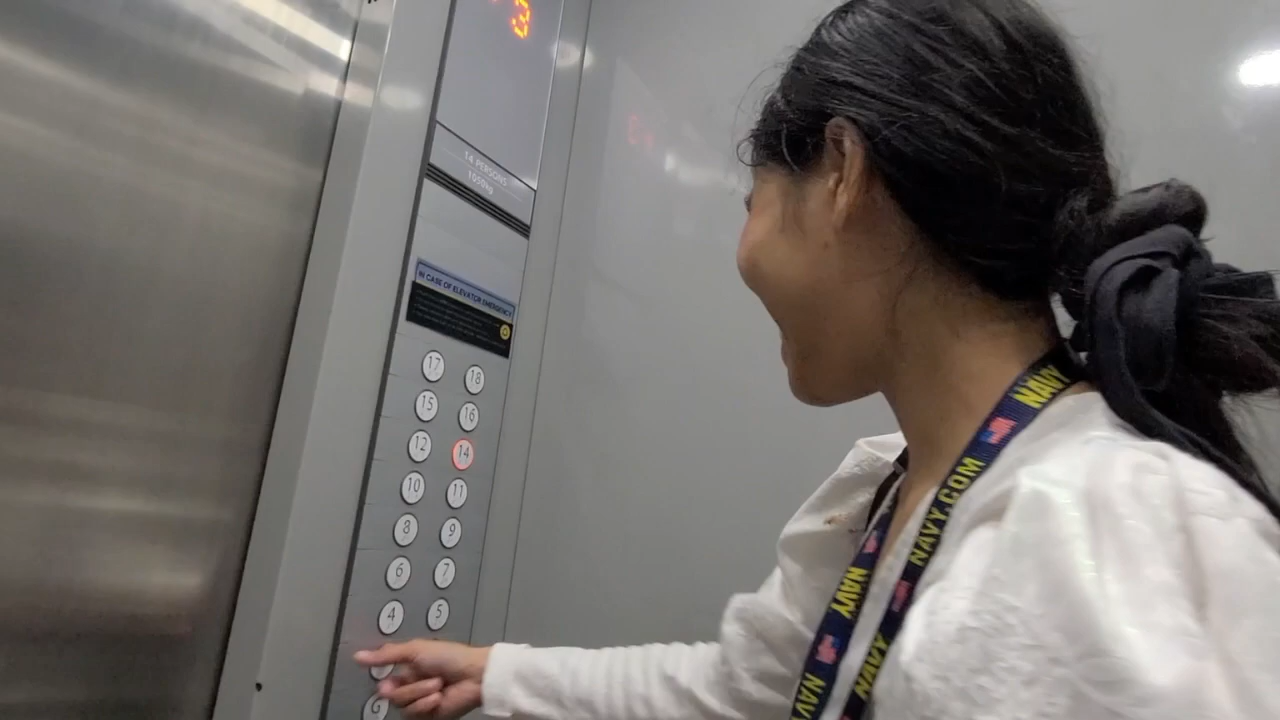 3
14 PERSONS
1050kg
IN CASE OF ELEVATOR EMERGENCY
17 18
15 16
12 14
10 11
8 9
6 7
4 5
G
NAVY
NAVY.COM
NAVY
NAVY
NAVY